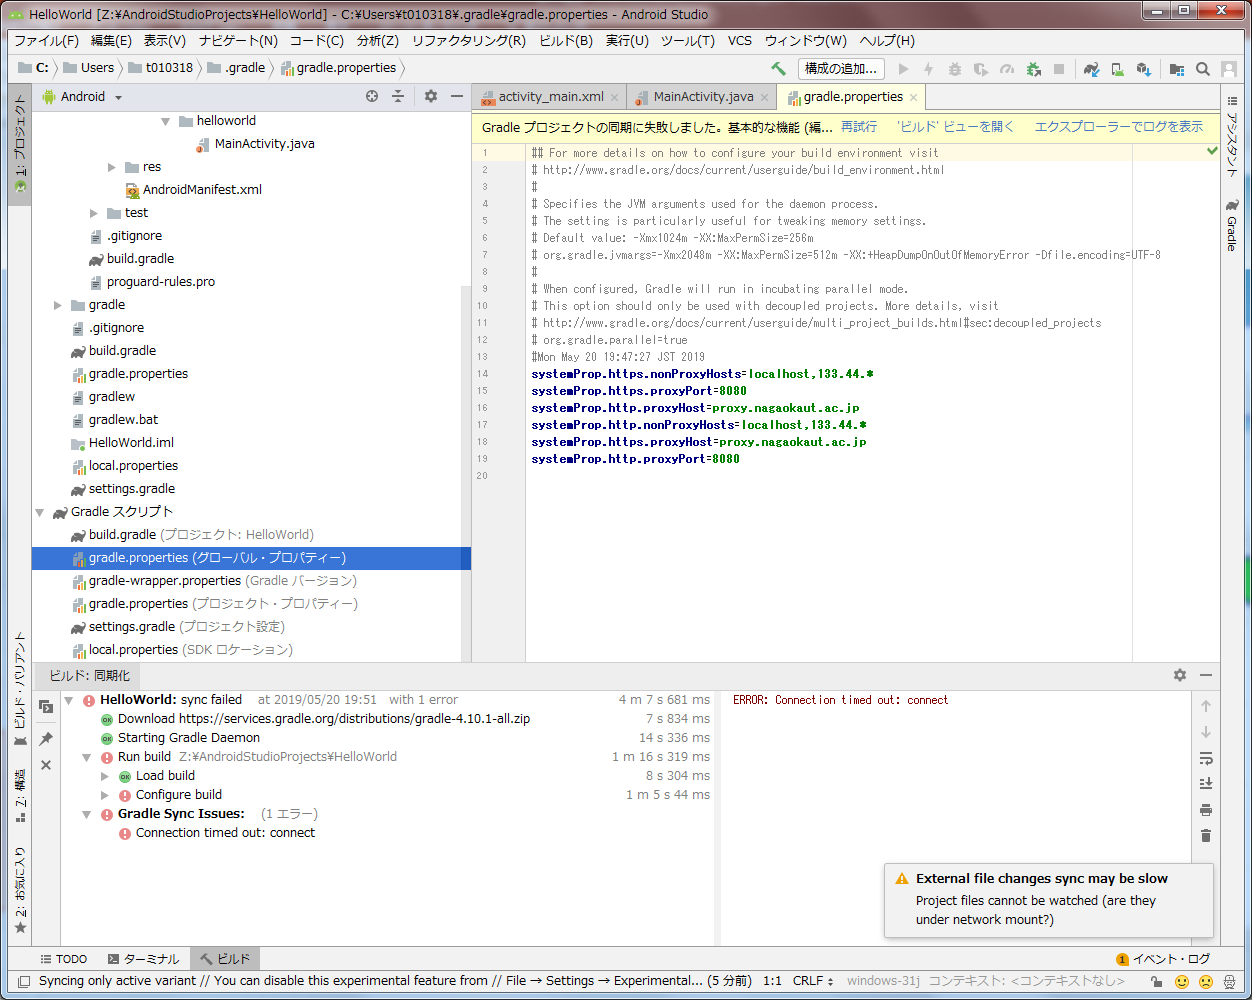 HelloWorld [Z:¥AndroidStudioProjects¥HelloWorld] - C:¥Users¥t010318¥.gradle¥gradle.properties - Android Studio
ファイル(F) 編集(E) 表示(V) ナビゲート(N) コード(C) 分析(Z) リファクタリング(R) ビルド(B) 実行(U) ツール(T) VCS ウィンドウ(W) ヘルプ(H)
C: Users t010318 .gradle gradle.properties
構成の追加...
Android
activity_main.xml
MainActivity.java
gradle.properties
Gradle プロジェクトの同期に失敗しました。基本的な機能 (編... 再試行 'ビルド' ビューを開く エクスプローラーでログを表示
1: プロジェクト
ビルド・バリアント
Z: 構造
2: お気に入り
アシスタント
Gradle
helloworld
MainActivity.java
res
AndroidManifest.xml
test
.gitignore
build.gradle
proguard-rules.pro
gradle
.gitignore
build.gradle
gradle.properties
gradlew
gradlew.bat
HelloWorld.iml
local.properties
settings.gradle
Gradle スクリプト
build.gradle (プロジェクト: HelloWorld)
gradle.properties (グローバル・プロパティー)
gradle-wrapper.properties (Gradle バージョン)
gradle.properties (プロジェクト・プロパティー)
settings.gradle (プロジェクト設定)
local.properties (SDK ロケーション)
1 ## For more details on how to configure your build environment visit
2 # http://www.gradle.org/docs/current/userguide/build_environment.html
3 #
4 # Specifies the JVM arguments used for the daemon process.
5 # The setting is particularly useful for tweaking memory settings.
6 # Default value: -Xmx1024m -XX:MaxPermSize=256m
7 # org.gradle.jvmargs=-Xmx2048m -XX:MaxPermSize=512m -XX:+HeapDumpOnOutOfMemoryError -Dfile.encoding=UTF-8
8 #
9 # When configured, Gradle will run in incubating parallel mode.
10 # This option should only be used with decoupled projects. More details, visit
11 # http://www.gradle.org/docs/current/userguide/multi_project_builds.html#sec:decoupled_projects
12 # org.gradle.parallel=true
13 #Mon May 20 19:47:27 JST 2019
14 systemProp.https.nonProxyHosts=localhost,133.44.*
15 systemProp.https.proxyPort=8080
16 systemProp.http.proxyHost=proxy.nagaokaut.ac.jp
17 systemProp.http.nonProxyHosts=localhost,133.44.*
18 systemProp.https.proxyHost=proxy.nagaokaut.ac.jp
19 systemProp.http.proxyPort=8080
20
ビルド: 同期化
HelloWorld: sync failed at 2019/05/20 19:51 with 1 error 4 m 7 s 681 ms
Download https://services.gradle.org/distributions/gradle-4.10.1-all.zip 7 s 834 ms
Starting Gradle Daemon 14 s 336 ms
Run build Z:¥AndroidStudioProjects¥HelloWorld 1 m 16 s 319 ms
Load build 8 s 304 ms
Configure build 1 m 5 s 44 ms
Gradle Sync Issues: (1 エラー)
Connection timed out: connect
ERROR: Connection timed out: connect
External file changes sync may be slow
Project files cannot be watched (are they
under network mount?)
TODO ターミナル ビルド 1 イベント・ログ
Syncing only active variant // You can disable this experimental feature from // File → Settings → Experimental... (5 分前) 1:1 CRLF windows-31j コンテキスト: <コンテキストなし>